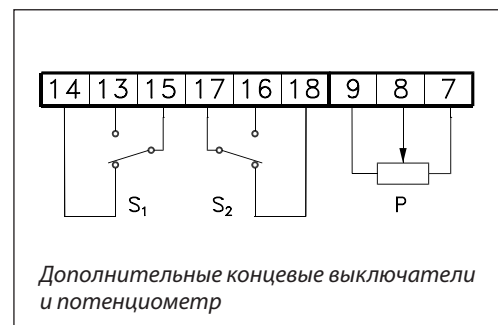 14 13 15 17 16 18 9 8 7
S₁ S₂ P
Дополнительные концевые выключатели
и потенциометр